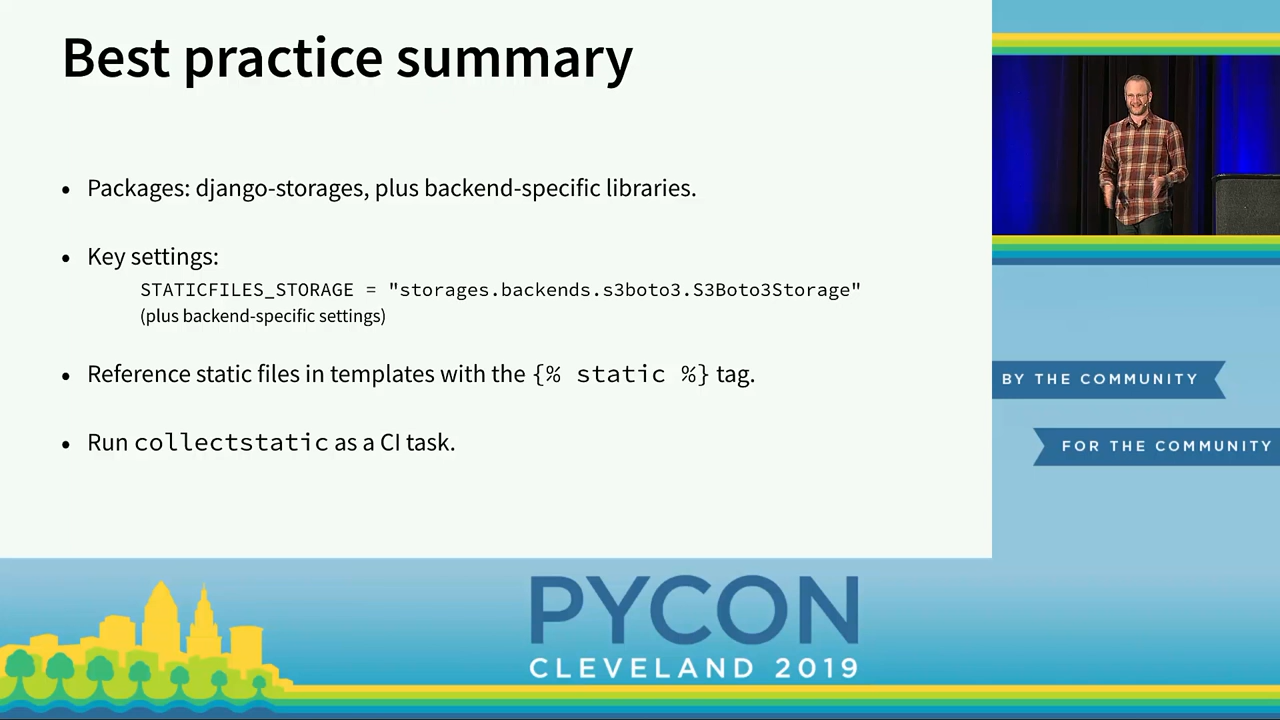 Best practice summary
• Packages: django-storages, plus backend-specific libraries.
• Key settings:
STATICFILES_STORAGE = "storages.backends.s3boto3.S3Boto3Storage"
(plus backend-specific settings)
• Reference static files in templates with the {% static %} tag.
• Run collectstatic as a CI task.
BY THE COMMUNITY
FOR THE COMMUNITY
PYCON
CLEVELAND 2019